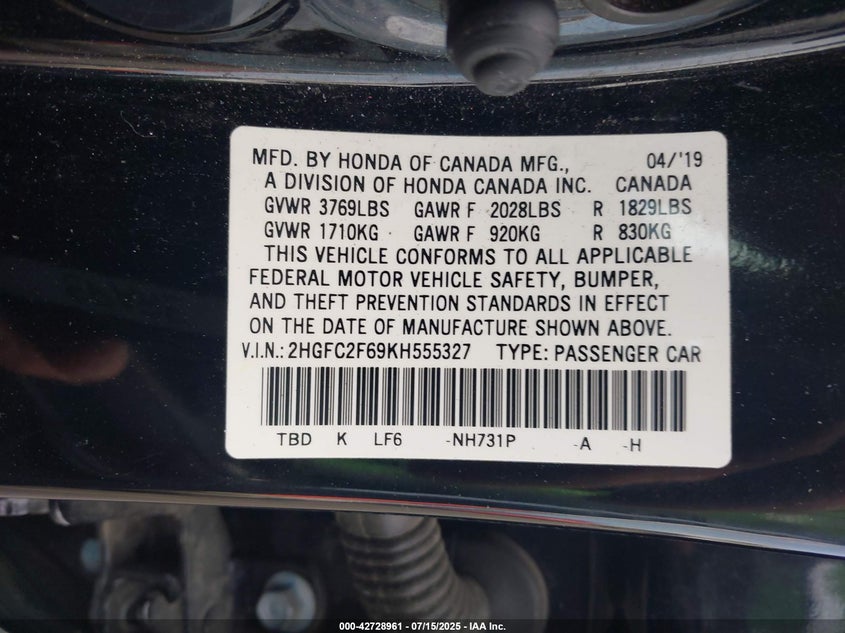 MFD. BY HONDA OF CANADA MFG., 04/'19
A DIVISION OF HONDA CANADA INC. CANADA
GVWR 3769LBS GAWR F 2028LBS R 1829LBS
GVWR 1710KG GAWR F 920KG R 830KG
THIS VEHICLE CONFORMS TO ALL APPLICABLE
FEDERAL MOTOR VEHICLE SAFETY, BUMPER,
AND THEFT PREVENTION STANDARDS IN EFFECT
ON THE DATE OF MANUFACTURE SHOWN ABOVE.
V.I.N.: 2HGFC2F69KH555327 TYPE: PASSENGER CAR
TBD K LF6 -NH731P -A -H
000-42728961 - 07/15/2025 - IAA Inc.